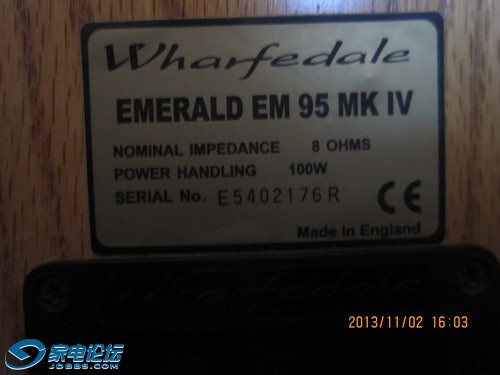 Wharfedale
EMERALD EM 95 MK IV
NOMINAL IMPEDANCE 8 OHMS
POWER HANDLING 100W
SERIAL No. E5402176R
CE
Made in England
Wharfedale
2013/11/02 16:03
家电论坛
JDBBS.COM